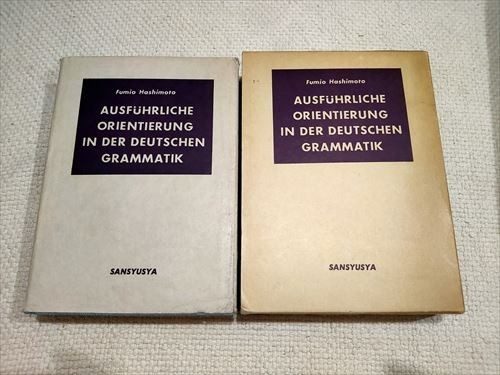 Fumio Hashimoto
AUSFÜHRLICHE
ORIENTIERUNG
IN DER DEUTSCHEN
GRAMMATIK
SANSYUSYA
Fumio Hashimoto
AUSFÜHRLICHE
ORIENTIERUNG
IN DER DEUTSCHEN
GRAMMATIK
SANSYUSYA